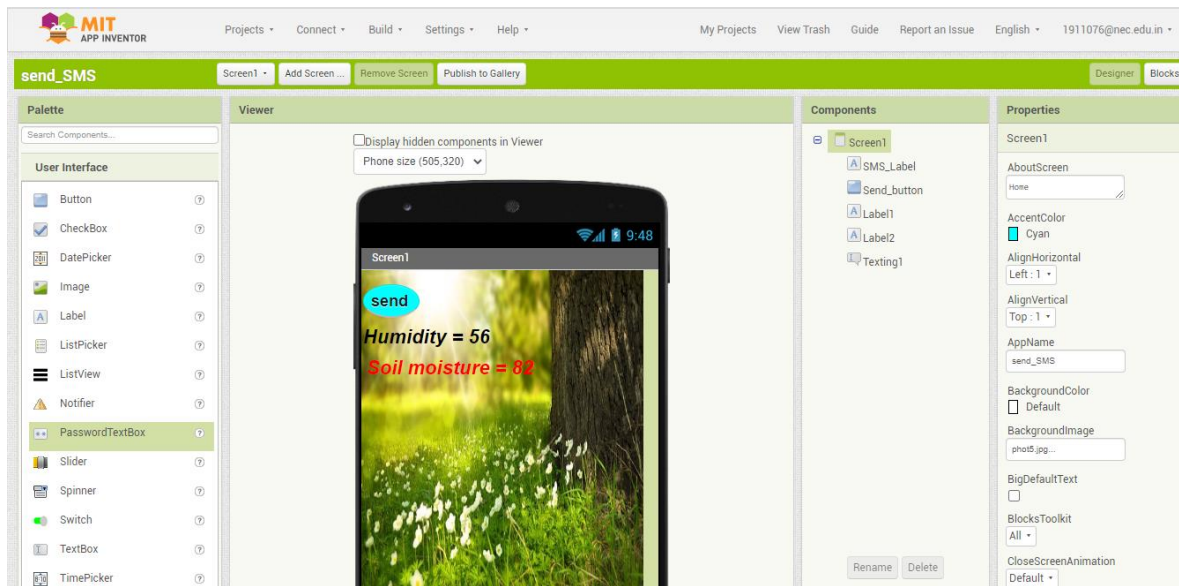 MIT
APP INVENTOR
Projects Connect Build Settings Help My Projects View Trash Guide Report an Issue English 1911076@nec.edu.in
send_SMS
Screen1 Add Screen ... Remove Screen Publish to Gallery Designer Blocks
Palette
Search Components...
User Interface
Button ?
CheckBox ?
DatePicker ?
Image ?
Label ?
ListPicker ?
ListView ?
Notifier ?
PasswordTextBox ?
Slider ?
Spinner ?
Switch ?
TextBox ?
TimePicker ?
Viewer
Display hidden components in Viewer
Phone size (505,320)
9:48
Screen1
send
Humidity = 56
Soil moisture = 82
Components
Screen1
A SMS_Label
Send_button
A Label1
A Label2
Texting1
Rename Delete
Properties
Screen1
AboutScreen
Home
AccentColor
Cyan
AlignHorizontal
Left : 1
AlignVertical
Top : 1
AppName
send_SMS
BackgroundColor
Default
BackgroundImage
phot5.jpg...
BigDefaultText
BlocksToolkit
All
CloseScreenAnimation
Default